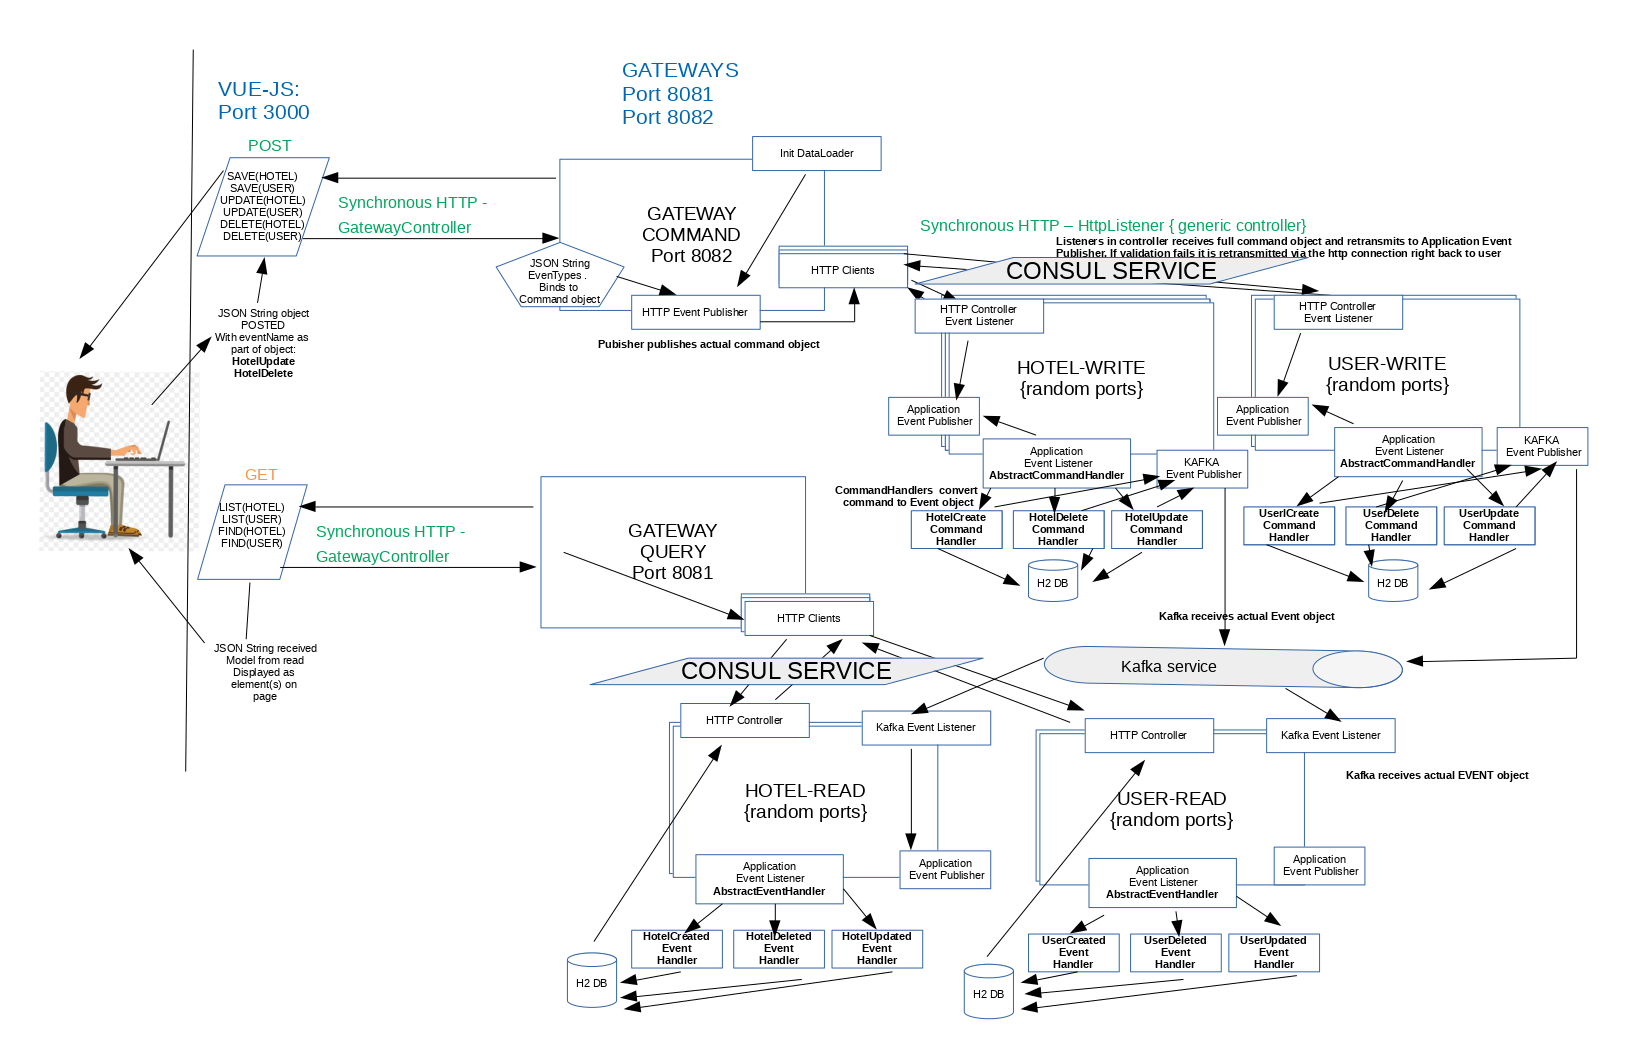 VUE-JS:
Port 3000
GATEWAYS
Port 8081
Port 8082
POST
SAVE(HOTEL)
SAVE(USER)
UPDATE(HOTEL)
UPDATE(USER)
DELETE(HOTEL)
DELETE(USER)
Synchronous HTTP -
GatewayController
Init DataLoader
GATEWAY
COMMAND
Port 8082
JSON String
EvenTypes .
Binds to
Command object
HTTP Event Publisher
HTTP Clients
Pubisher publishes actual command object
Synchronous HTTP – HttpListener { generic controller}
Listeners in controller receives full command object and retransmits to Application Event
Publisher. If validation fails it is retransmitted via the http connection right back to user
CONSUL SERVICE
JSON String object
POSTED
With eventName as
part of object:
HotelUpdate
HotelDelete
HTTP Controller
Event Listener
HOTEL-WRITE
{random ports}
Application
Event Publisher
Application
Event Listener
AbstractCommandHandler
KAFKA
Event Publisher
CommandHandlers convert
command to Event object
HotelCreate
Command
Handler
HotelDelete
Command
Handler
HotelUpdate
Command
Handler
H2 DB
HTTP Controller
Event Listener
USER-WRITE
{random ports}
Application
Event Publisher
Application
Event Listener
AbstractCommandHandler
KAFKA
Event Publisher
UserlCreate
Command
Handler
UserDelete
Command
Handler
UserUpdate
Command
Handler
H2 DB
GET
LIST(HOTEL)
LIST(USER)
FIND(HOTEL)
FIND(USER)
Synchronous HTTP -
GatewayController
GATEWAY
QUERY
Port 8081
HTTP Clients
JSON String received
Model from read
Displayed as
element(s) on
page
CONSUL SERVICE
Kafka receives actual Event object
Kafka service
HTTP Controller
Kafka Event Listener
HOTEL-READ
{random ports}
Application
Event Publisher
Application
Event Listener
AbstractEventHandler
HotelCreated
Event
Handler
HotelDeleted
Event
Handler
HotelUpdated
Event
Handler
H2 DB
HTTP Controller
Kafka Event Listener
Kafka receives actual EVENT object
USER-READ
{random ports}
Application
Event Publisher
Application
Event Listener
AbstractEventHandler
UserCreated
Event
Handler
UserDeleted
Event
Handler
UserUpdated
Event
Handler
H2 DB